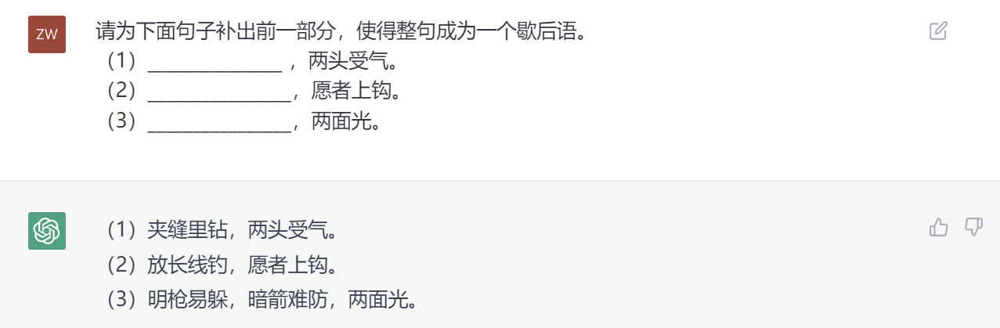 ZW
请为下面句子补出前一部分，使得整句成为一个歇后语。
（1）_______________ ，两头受气。
（2）________________，愿者上钩。
（3）________________，两面光。
（1）夹缝里钻，两头受气。
（2）放长线钓，愿者上钩。
（3）明枪易躲，暗箭难防，两面光。